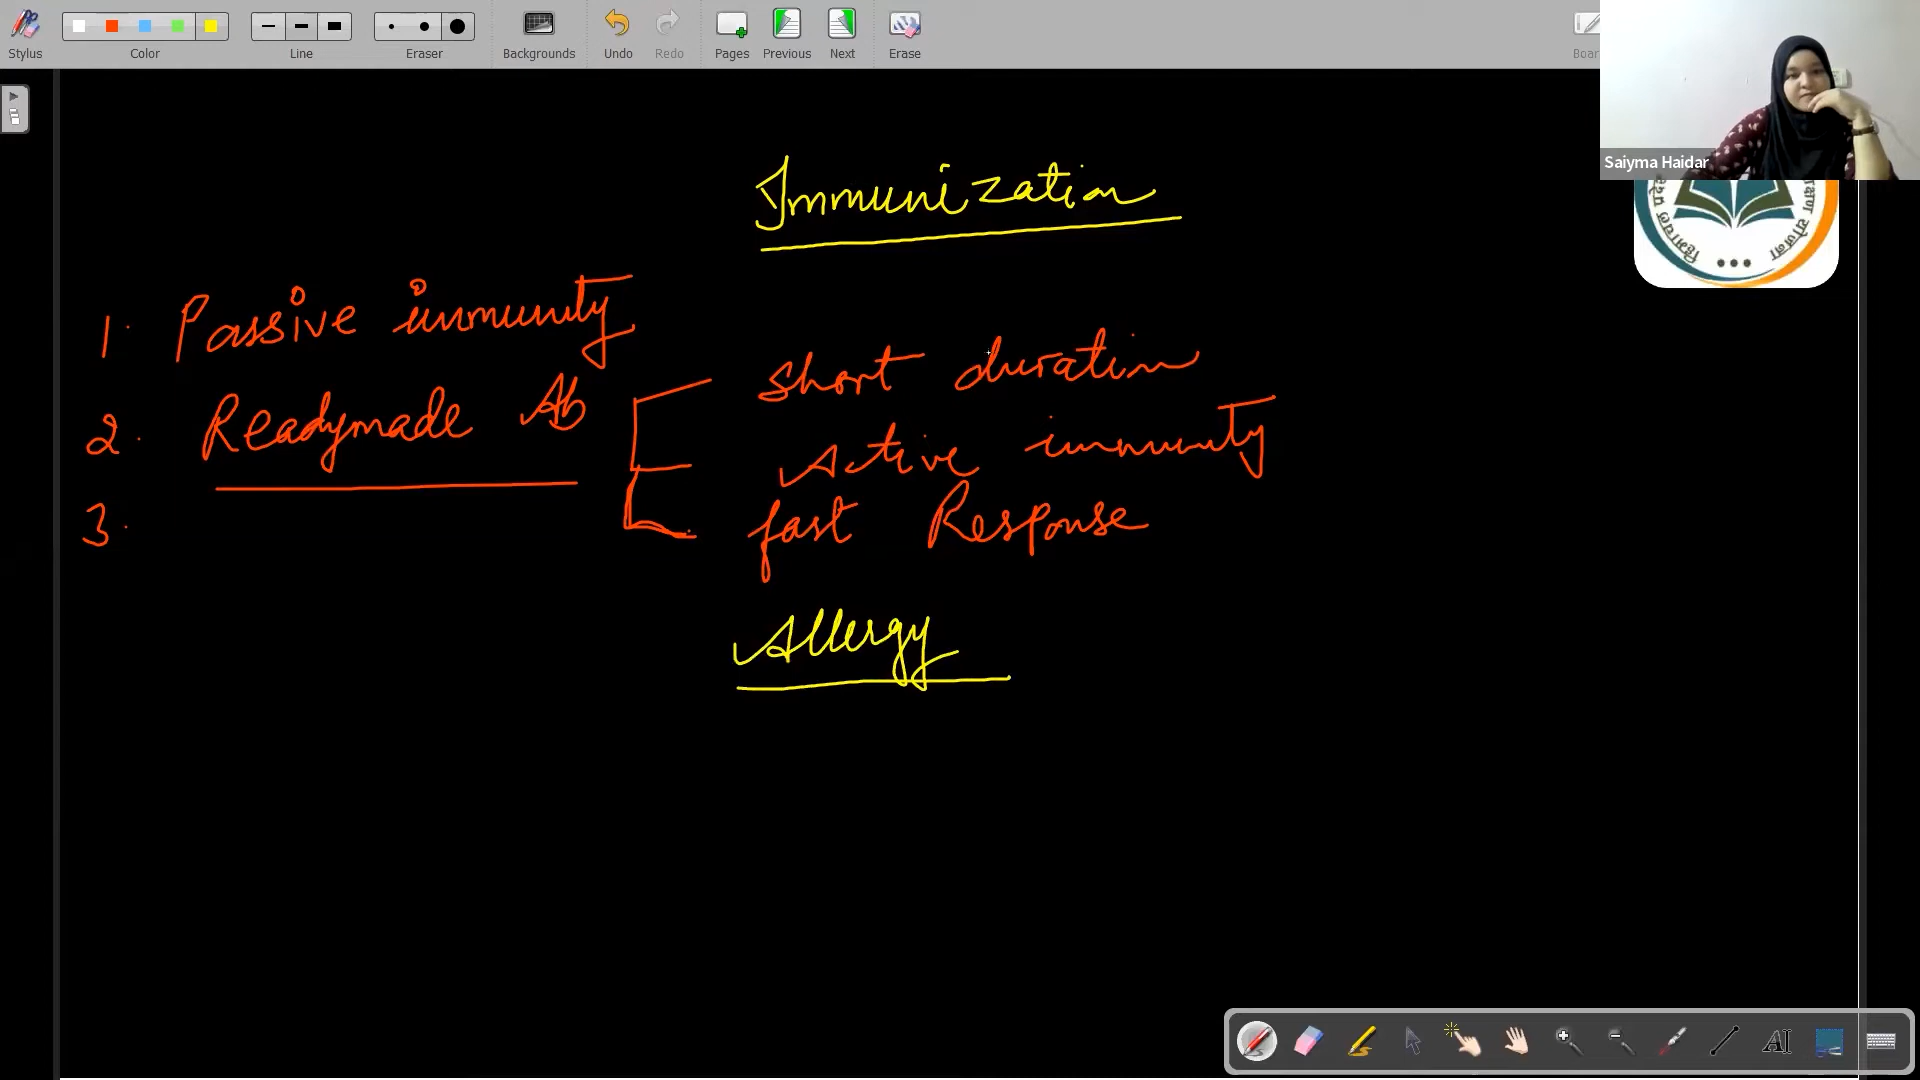 Stylus Color Line Eraser Backgrounds Undo Redo Pages Previous Next Erase
Saiyma Haidar
Immunization
1. Passive immunity
2. Readymade Ab
short duration
Active immunity
fast Response
3.
Allergy